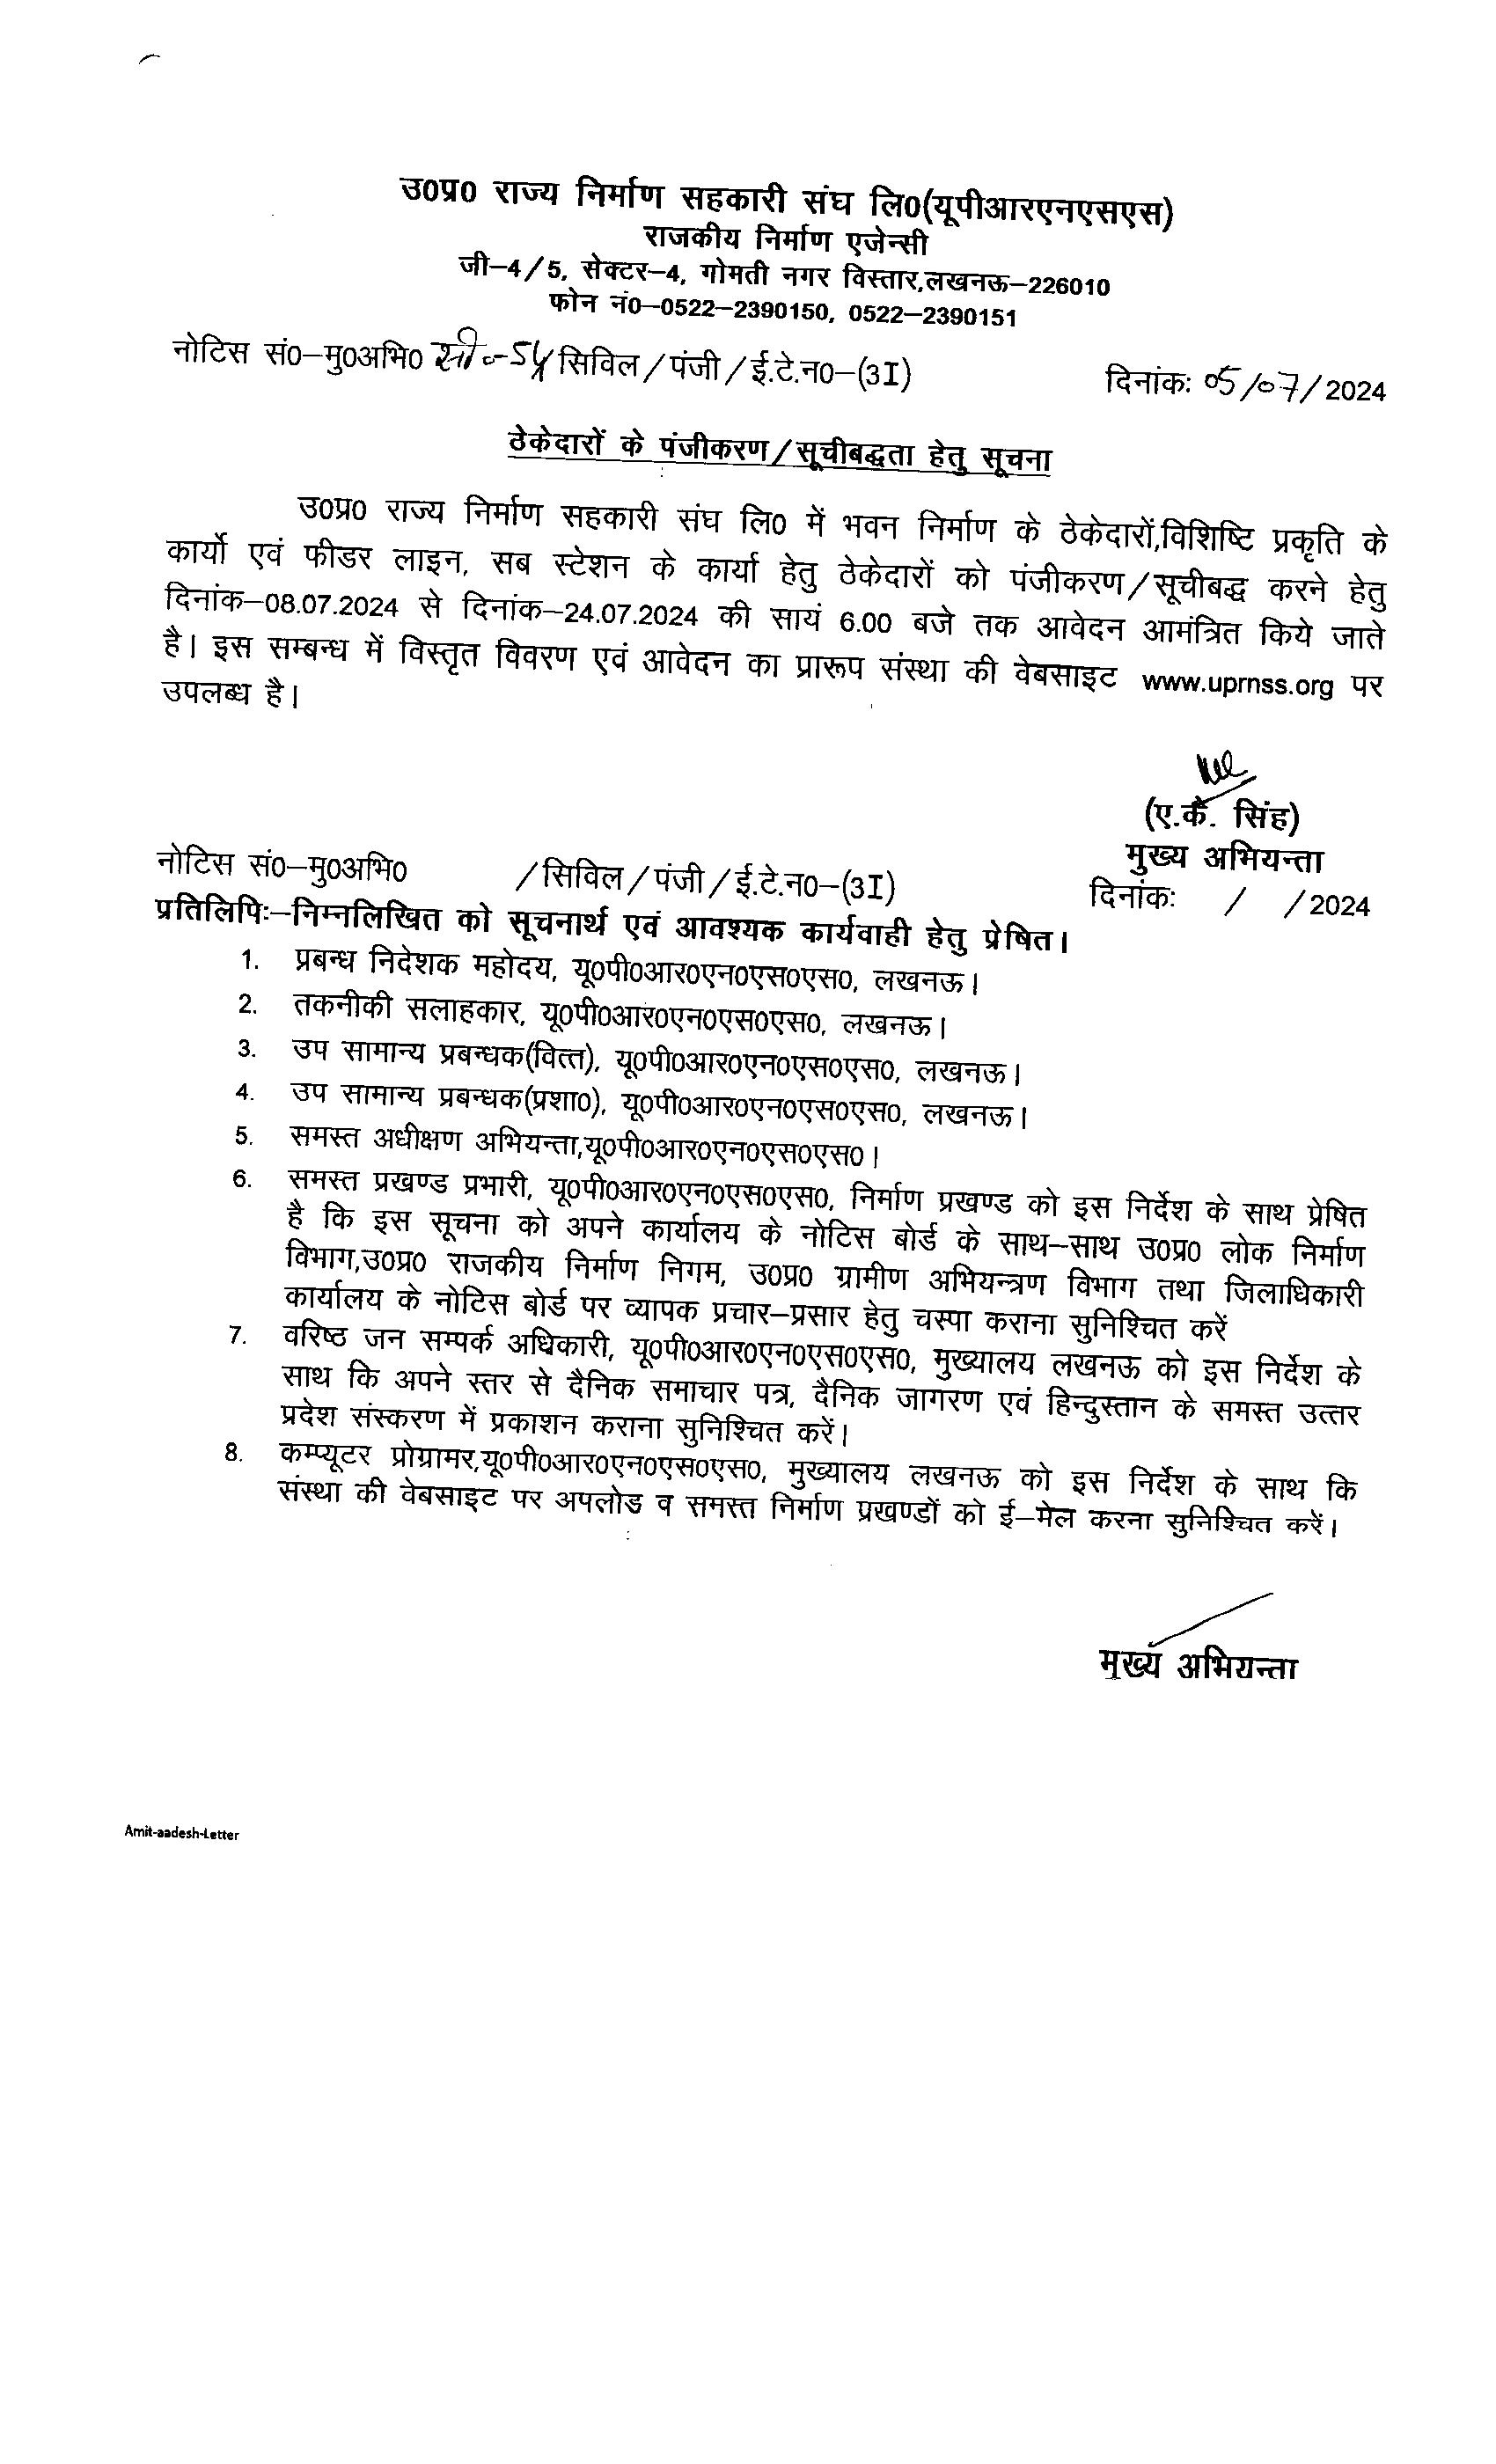 उ0प्र0 राज्य निर्माण सहकारी संघ लि0(यूपीआरएनएसएस)
राजकीय निर्माण एजेन्सी
जी–4/5, सेक्टर–4, गोमती नगर विस्तार,लखनऊ–226010
फोन नं0–0522–2390150, 0522–2390151
नोटिस सं0–मु0अभि0 सिविल/पंजी/ई.टे.न0–(3I) दिनांकः 05/07/2024
ठेकेदारों के पंजीकरण/सूचीबद्धता हेतु सूचना
उ0प्र0 राज्य निर्माण सहकारी संघ लि0 में भवन निर्माण के ठेकेदारों,विशिष्टि प्रकृति के
कार्यो एवं फीडर लाइन, सब स्टेशन के कार्या हेतु ठेकेदारों को पंजीकरण/सूचीबद्ध करने हेतु
दिनांक–08.07.2024 से दिनांक–24.07.2024 की सायं 6.00 बजे तक आवेदन आमंत्रित किये जाते
है। इस सम्बन्ध में विस्तृत विवरण एवं आवेदन का प्रारूप संस्था की वेबसाइट www.uprnss.org पर
उपलब्ध है।
(ए.के. सिंह)
मुख्य अभियन्ता
नोटिस सं0–मु0अभि0 /सिविल/पंजी/ई.टे.न0–(3I) दिनांकः / /2024
प्रतिलिपिः–निम्नलिखित को सूचनार्थ एवं आवश्यक कार्यवाही हेतु प्रेषित।
1. प्रबन्ध निदेशक महोदय, यू0पी0आर0एन0एस0एस0, लखनऊ।
2. तकनीकी सलाहकार, यू0पी0आर0एन0एस0एस0, लखनऊ।
3. उप सामान्य प्रबन्धक(वित्त), यू0पी0आर0एन0एस0एस0, लखनऊ।
4. उप सामान्य प्रबन्धक(प्रशा0), यू0पी0आर0एन0एस0एस0, लखनऊ।
5. समस्त अधीक्षण अभियन्ता,यू0पी0आर0एन0एस0एस0।
6. समस्त प्रखण्ड प्रभारी, यू0पी0आर0एन0एस0एस0, निर्माण प्रखण्ड को इस निर्देश के साथ प्रेषित
है कि इस सूचना को अपने कार्यालय के नोटिस बोर्ड के साथ–साथ उ0प्र0 लोक निर्माण
विभाग,उ0प्र0 राजकीय निर्माण निगम, उ0प्र0 ग्रामीण अभियन्त्रण विभाग तथा जिलाधिकारी
कार्यालय के नोटिस बोर्ड पर व्यापक प्रचार–प्रसार हेतु चस्पा कराना सुनिश्चित करें
7. वरिष्ठ जन सम्पर्क अधिकारी, यू0पी0आर0एन0एस0एस0, मुख्यालय लखनऊ को इस निर्देश के
साथ कि अपने स्तर से दैनिक समाचार पत्र, दैनिक जागरण एवं हिन्दुस्तान के समस्त उत्तर
प्रदेश संस्करण में प्रकाशन कराना सुनिश्चित करें।
8. कम्प्यूटर प्रोग्रामर,यू0पी0आर0एन0एस0एस0, मुख्यालय लखनऊ को इस निर्देश के साथ कि
संस्था की वेबसाइट पर अपलोड व समस्त निर्माण प्रखण्डों को ई–मेल करना सुनिश्चित करें।
मुख्य अभियन्ता
Amit-aadesh-Letter